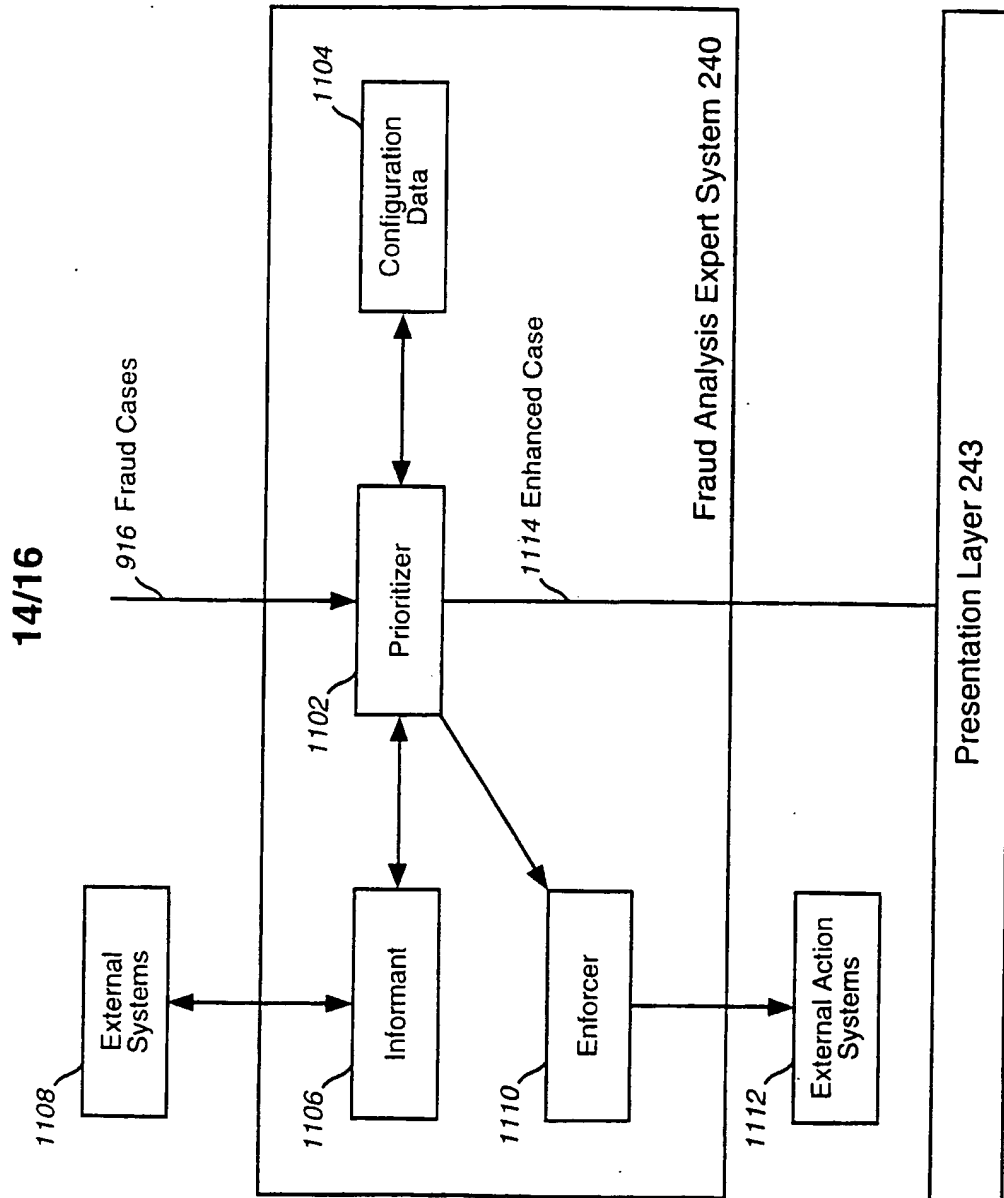 14/16
916 Fraud Cases
1108
External
Systems
1106
Informant
1102
Prioritizer
1104
Configuration
Data
1110
Enforcer
1114 Enhanced Case
Fraud Analysis Expert System 240
1112
External Action
Systems
Presentation Layer 243